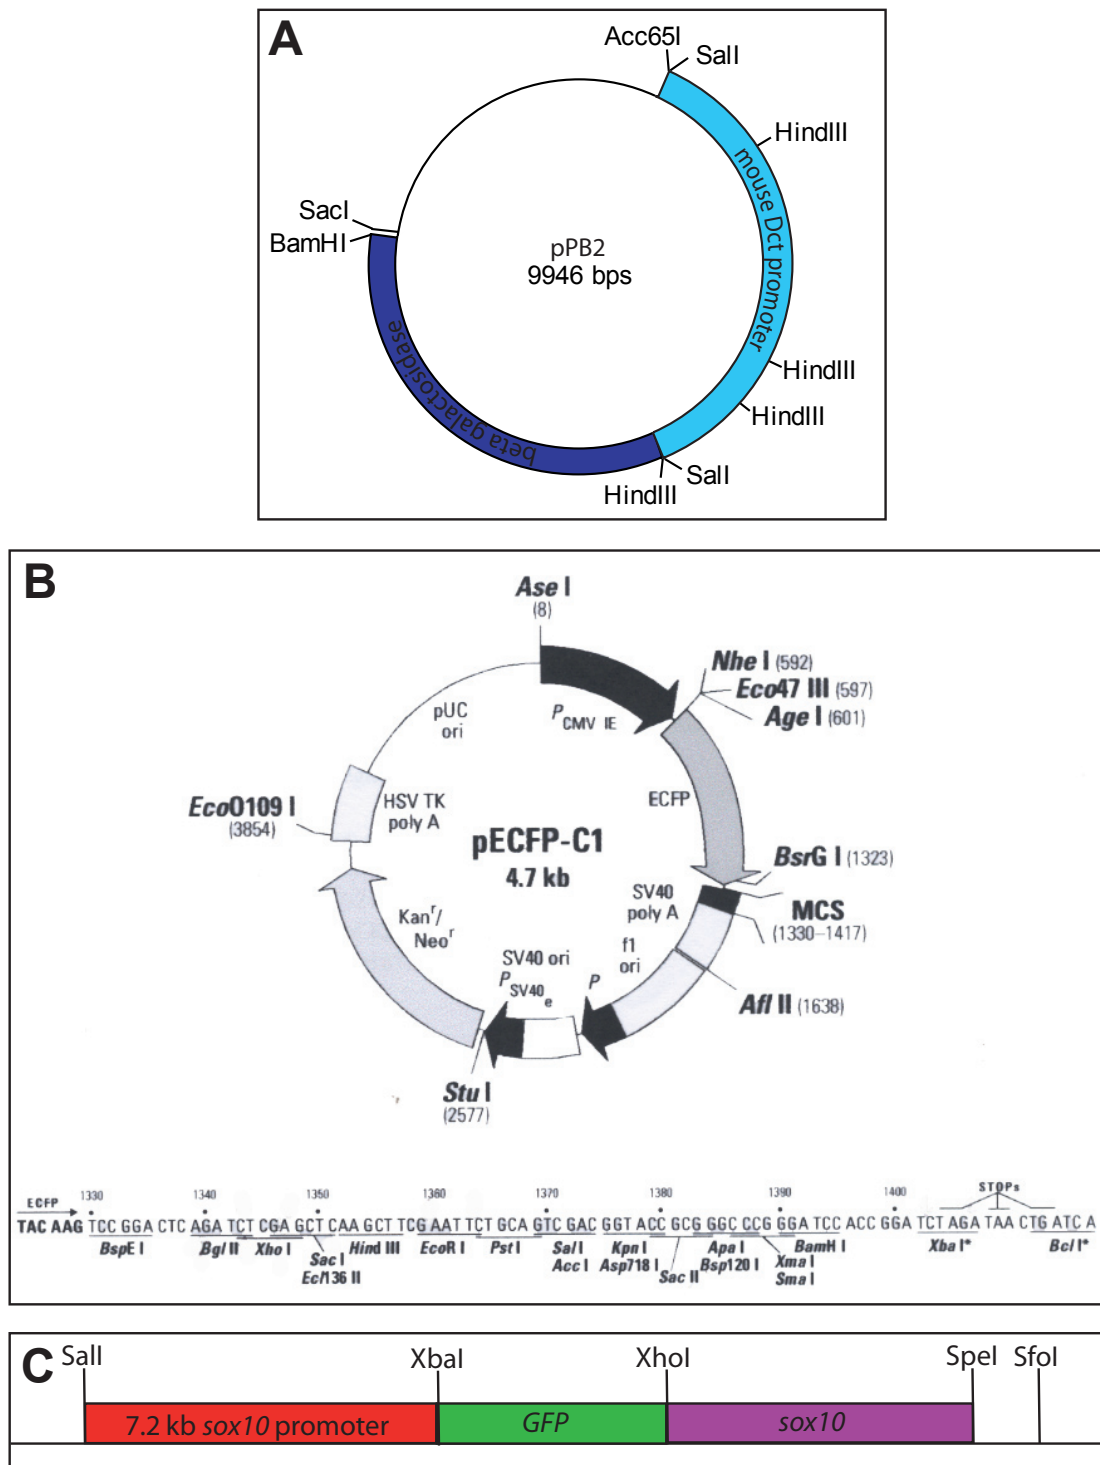 A
Acc65I
SalI
HindIII
mouse Dct promoter
SacI
BamHI
pPB2
9946 bps
HindIII
HindIII
beta galactosidase
SalI
HindIII
B
Ase I
(8)
Nhe I (592)
Eco47 III (597)
Age I (601)
PCMV IE
pUC
ori
ECFP
HSV TK
poly A
EcoO109 I
(3854)
pECFP-C1
4.7 kb
BsrG I (1323)
SV40
poly A
MCS
(1330–1417)
Kanr/
Neor
f1
ori
SV40 ori
PSV40e
P
Afl II (1638)
Stu I
(2577)
ECFP 1330 1340 1350 1360 1370 1380 1390 1400 STOPs
TAC AAG TCC GGA CTC AGA TCT CGA GCT CAA GCT TCG AAT TCT GCA GTC GAC GGT ACC GCG GGC CCG GGA TCC ACC GGA TCT AGA TAA CTG ATC A
BspE I Bgl II Xho I Hind III EcoR I Pst I Sal I Kpn I Apa I BamH I Xba I* Bcl I*
Sac I Acc I Asp718 I Bsp120 I Xma I
Ecl136 II Sac II Sma I
C
SalI XbaI XhoI SpeI SfoI
7.2 kb sox10 promoter GFP sox10